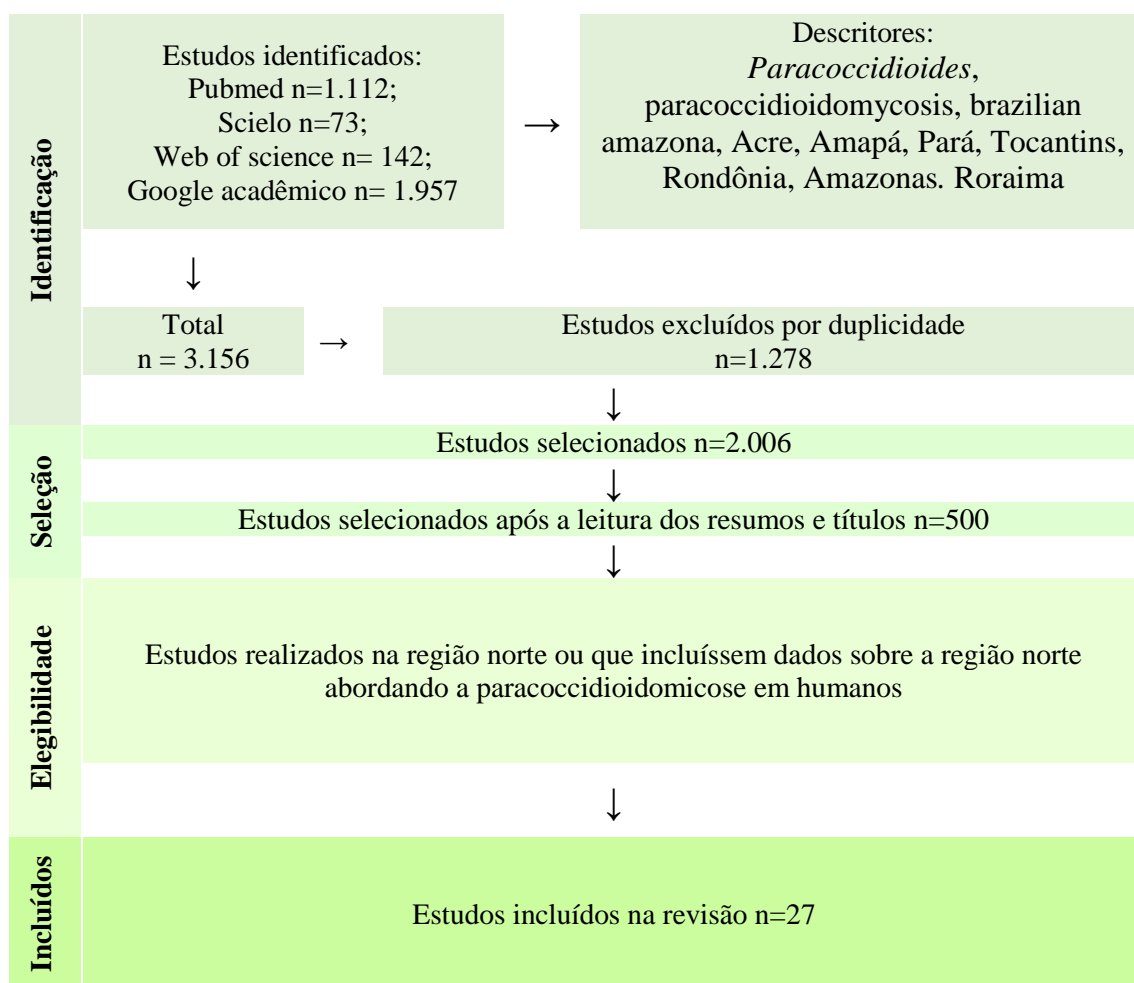 Identificação
Estudos identificados:
Pubmed n=1.112;
Scielo n=73;
Web of science n= 142;
Google acadêmico n= 1.957
→
Descritores:
Paracoccidioides,
paracoccidioidomycosis, brazilian
amazona, Acre, Amapá, Pará, Tocantins,
Rondônia, Amazonas. Roraima
↓
Total
n = 3.156
→
Estudos excluídos por duplicidade
n=1.278
↓
Seleção
Estudos selecionados n=2.006
↓
Estudos selecionados após a leitura dos resumos e títulos n=500
↓
Elegibilidade
Estudos realizados na região norte ou que incluíssem dados sobre a região norte
abordando a paracoccidioidomicose em humanos
↓
Incluídos
Estudos incluídos na revisão n=27